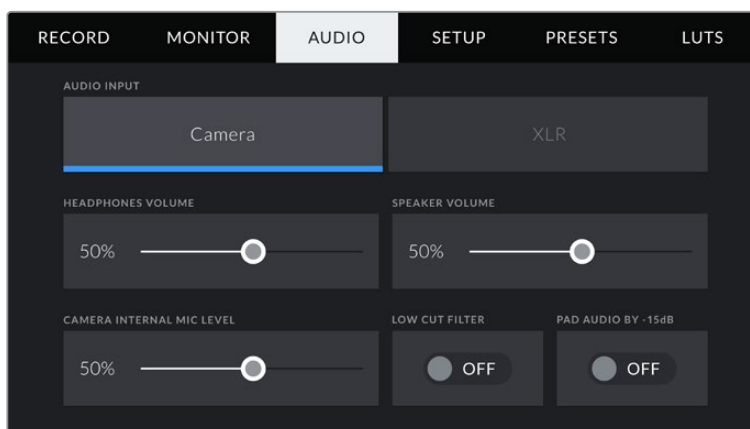 RECORD MONITOR AUDIO SETUP PRESETS LUTS
AUDIO INPUT
Camera XLR
HEADPHONES VOLUME SPEAKER VOLUME
50% 50%
CAMERA INTERNAL MIC LEVEL LOW CUT FILTER PAD AUDIO BY -15dB
50% OFF OFF